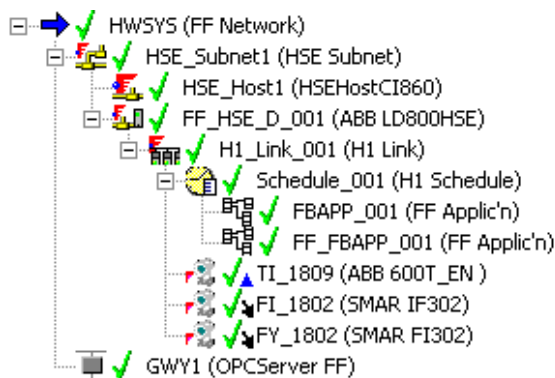 HWSYS (FF Network)
HSE_Subnet1 (HSE Subnet)
HSE_Host1 (HSEHostCI860)
FF_HSE_D_001 (ABB LD800HSE)
H1_Link_001 (H1 Link)
Schedule_001 (H1 Schedule)
FBAPP_001 (FF Applic'n)
FF_FBAPP_001 (FF Applic'n)
TI_1809 (ABB 600T_EN )
FI_1802 (SMAR IF302)
FY_1802 (SMAR FI302)
GWY1 (OPCServer FF)